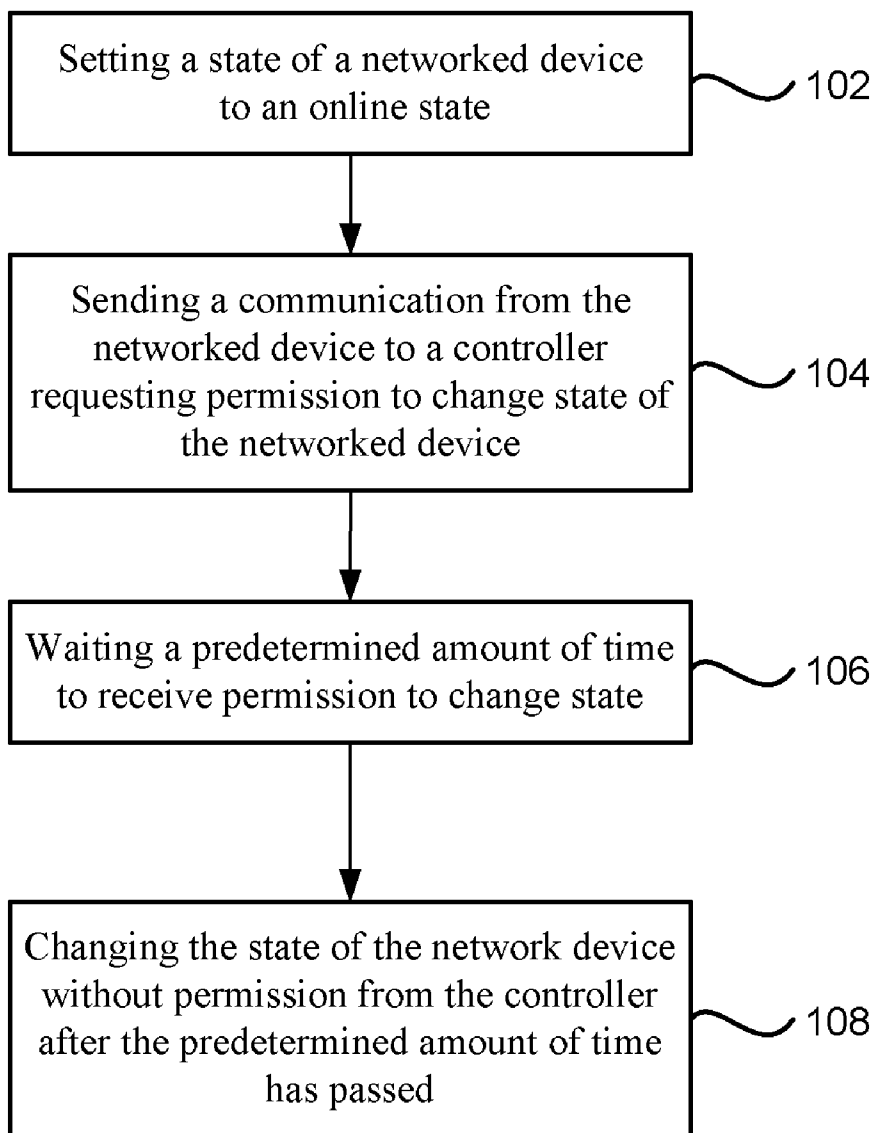 Setting a state of a networked device
to an online state
102
Sending a communication from the
networked device to a controller
requesting permission to change state of
the networked device
104
Waiting a predetermined amount of time
to receive permission to change state
106
Changing the state of the network device
without permission from the controller
after the predetermined amount of time
has passed
108